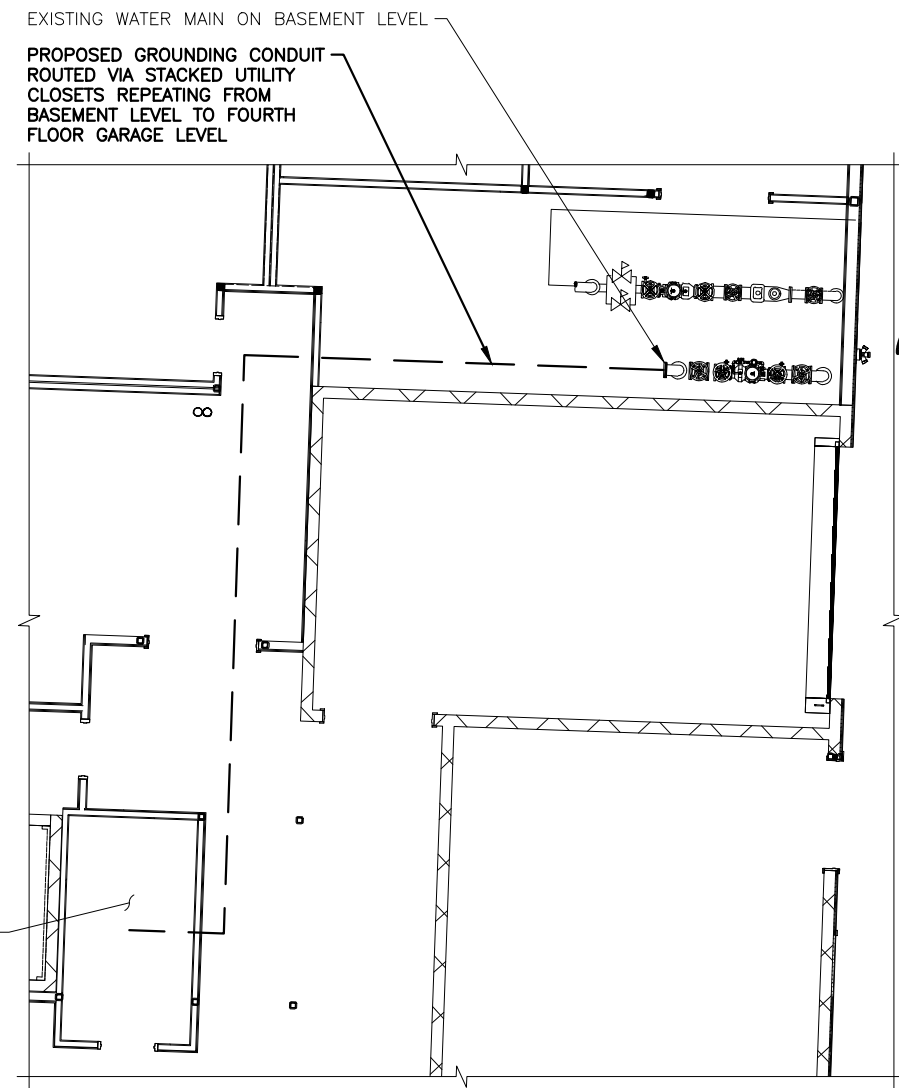 EXISTING WATER MAIN ON BASEMENT LEVEL
PROPOSED GROUNDING CONDUIT
ROUTED VIA STACKED UTILITY
CLOSETS REPEATING FROM
BASEMENT LEVEL TO FOURTH
FLOOR GARAGE LEVEL